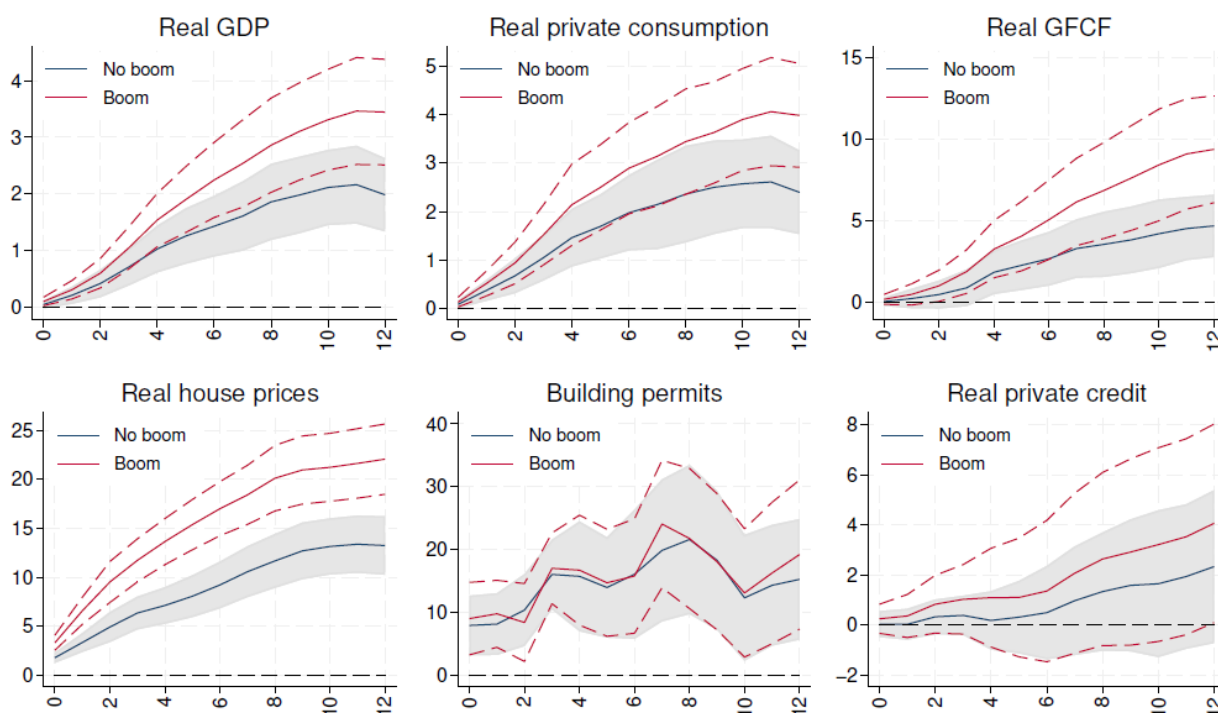 Real GDP
No boom
Boom
4
3
2
1
0
0 2 4 6 8 10 12
Real private consumption
No boom
Boom
5
4
3
2
1
0
0 2 4 6 8 10 12
Real GFCF
No boom
Boom
15
10
5
0
0 2 4 6 8 10 12
Real house prices
No boom
Boom
25
20
15
10
5
0
0 2 4 6 8 10 12
Building permits
No boom
Boom
40
30
20
10
0
0 2 4 6 8 10 12
Real private credit
No boom
Boom
8
6
4
2
0
−2
0 2 4 6 8 10 12